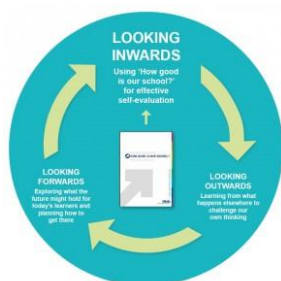 LOOKING
INWARDS
Using 'How good
is our school?'
for effective
self-evaluation
LOOKING
FORWARDS
Exploring what the
future might hold for
today's learners and
planning how to
get there
LOOKING
OUTWARDS
Learning from what
happens elsewhere to
challenge our
own thinking